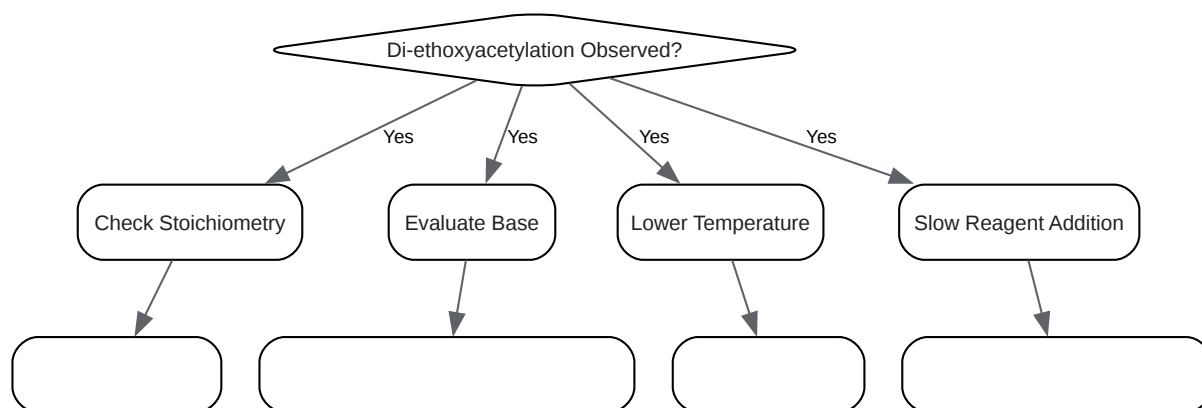 Di-ethoxyacetylation Observed?
Yes
Yes
Yes
Yes
Check Stoichiometry
Evaluate Base
Lower Temperature
Slow Reagent Addition